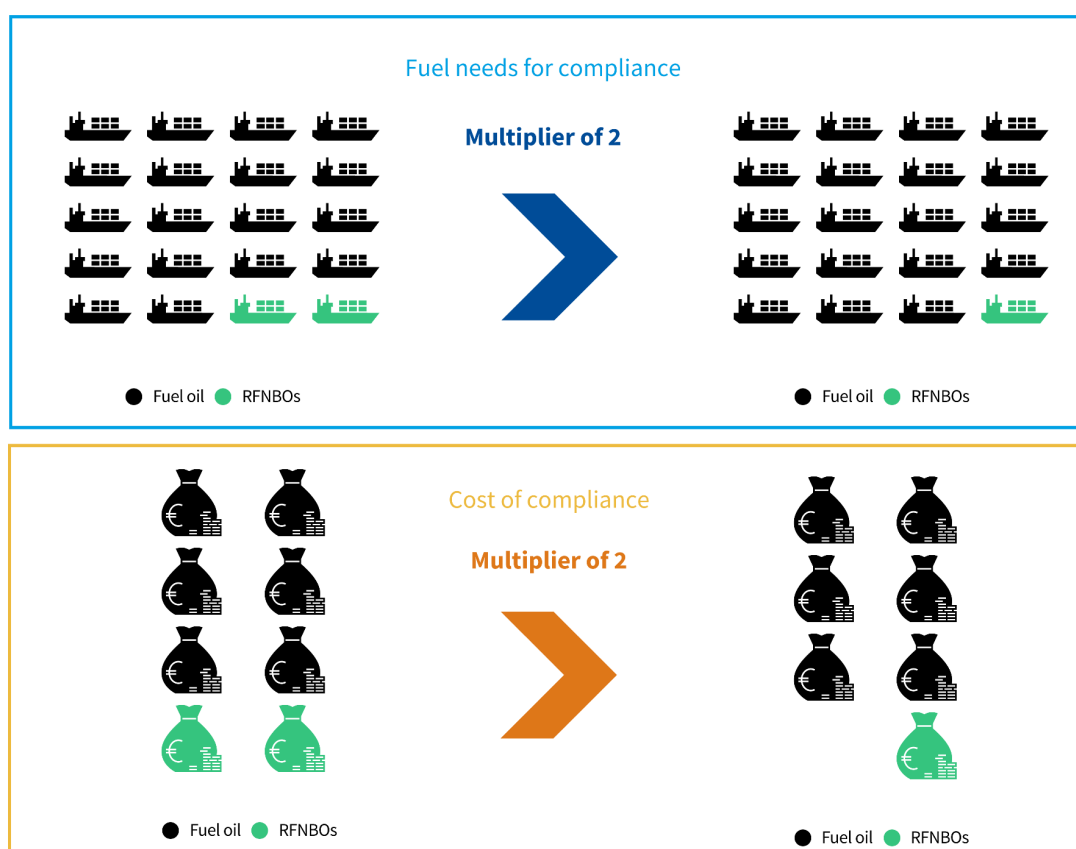 Fuel needs for compliance
Multiplier of 2
Fuel oil RFNBOs
Fuel oil RFNBOs
Cost of compliance
Multiplier of 2
Fuel oil RFNBOs
Fuel oil RFNBOs